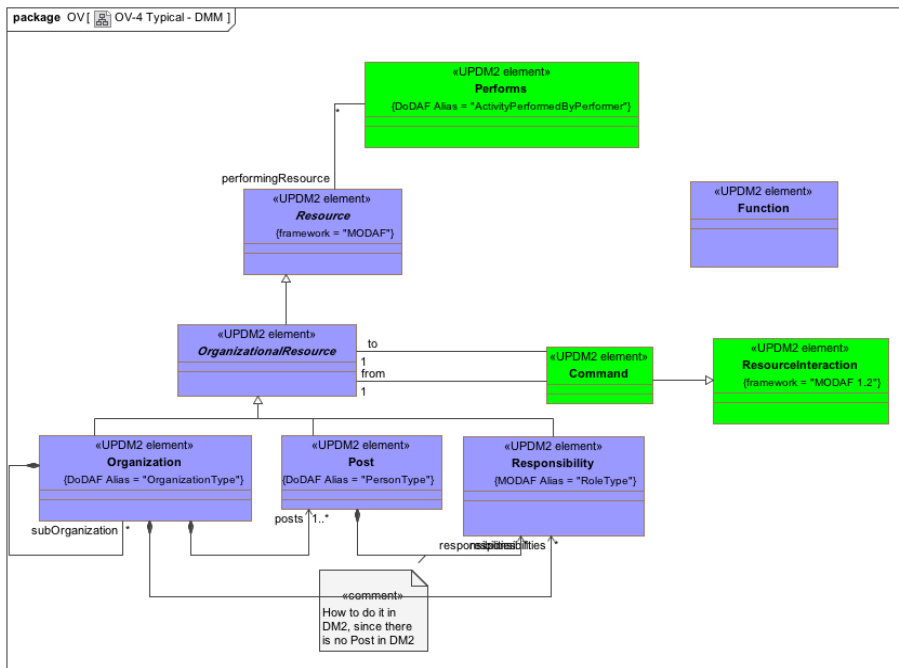 package OV [ OV-4 Typical - DMM ]
«UPDM2 element»
Performs
{DoDAF Alias = "ActivityPerformedByPerformer"}
*
performingResource
«UPDM2 element»
Resource
{framework = "MODAF"}
«UPDM2 element»
Function
«UPDM2 element»
OrganizationalResource
to
1
from
1
«UPDM2 element»
Command
«UPDM2 element»
ResourceInteraction
{framework = "MODAF 1.2"}
«UPDM2 element»
Organization
{DoDAF Alias = "OrganizationType"}
«UPDM2 element»
Post
{DoDAF Alias = "PersonType"}
«UPDM2 element»
Responsibility
{MODAF Alias = "RoleType"}
subOrganization *
posts 1..*
responsibilities *
«comment»
How to do it in
DM2, since there
is no Post in DM2